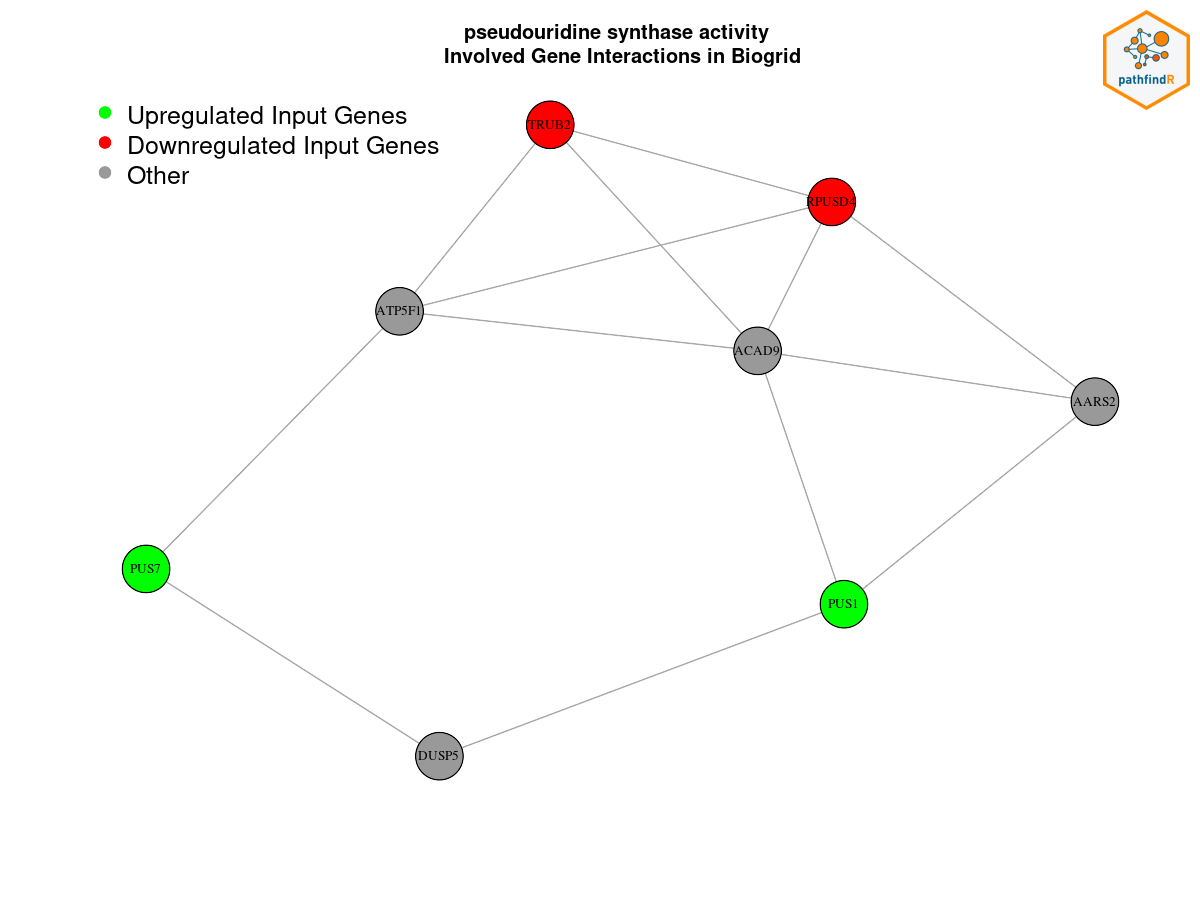 pseudouridine synthase activity
Involved Gene Interactions in Biogrid
pathfindR
Upregulated Input Genes
Downregulated Input Genes
Other
TRUB2
RPUSD4
ATP5F1
ACAD9
AARS2
PUS7
PUS1
DUSP5